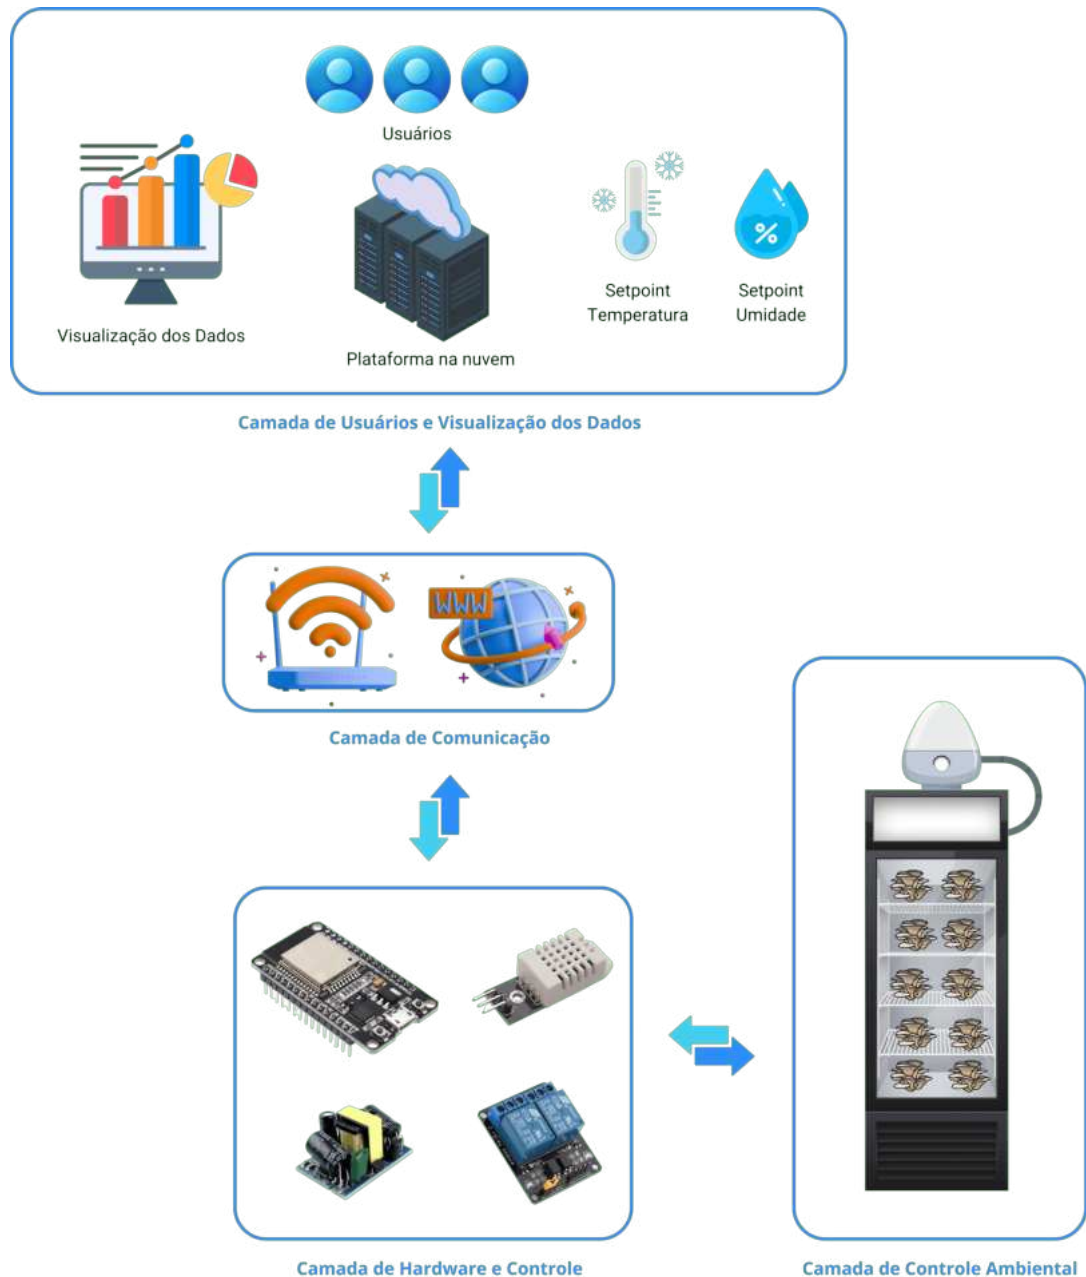 Usuários
Visualização dos Dados
Plataforma na nuvem
Setpoint
Temperatura
%
Setpoint
Umidade
Camada de Usuários e Visualização dos Dados
WWW
Camada de Comunicação
Camada de Hardware e Controle
Camada de Controle Ambiental